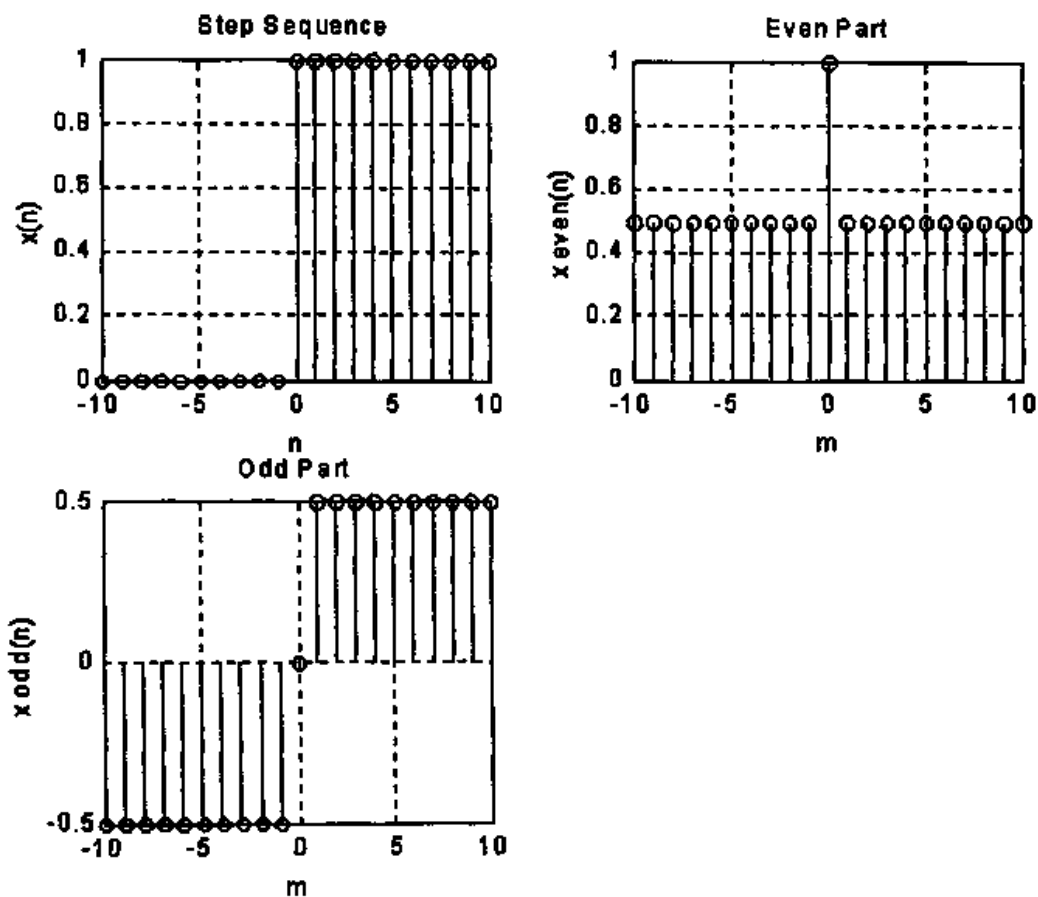 Step Sequence
1
0.8
0.6
0.4
0.2
0
x(n)
-10 -5 0 5 10
n
Even Part
1
0.8
0.6
0.4
0.2
0
x even(n)
-10 -5 0 5 10
m
Odd Part
0.5
0
-0.5
x odd(n)
-10 -5 0 5 10
m